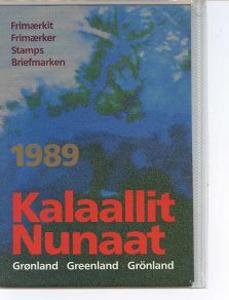 Frimærkit
Frimærker
Stamps
Briefmarken
1989
Kalaallit
Nunaat
Grønland Greenland Grönland